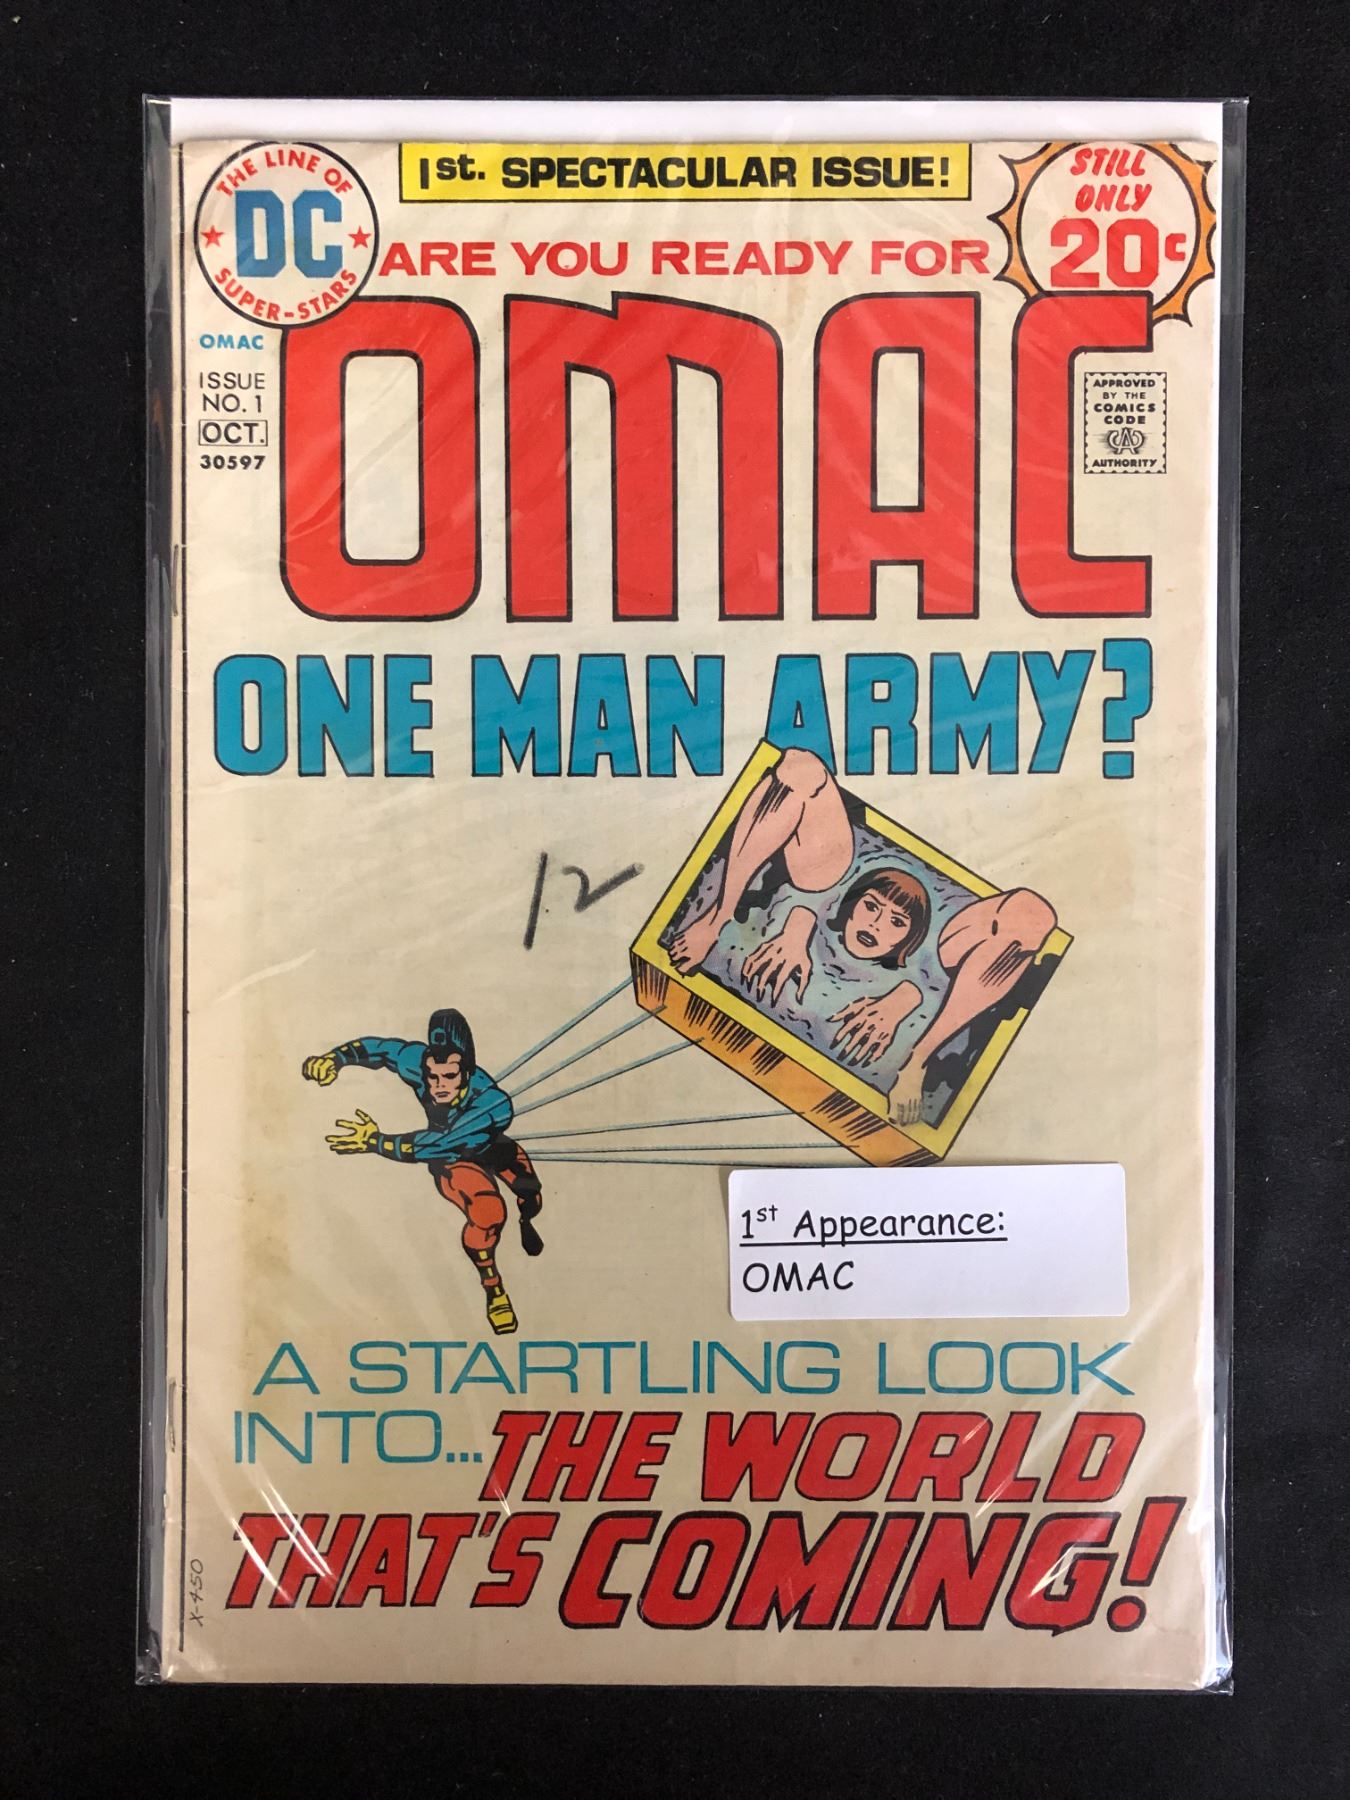 THE LINE OF
DC
SUPER-STARS
1st. SPECTACULAR ISSUE!
STILL
ONLY
20c
ARE YOU READY FOR
OMAC
OMAC
ISSUE
NO. 1
OCT.
30597
APPROVED
BY THE
COMICS
CODE
CA
AUTHORITY
ONE MAN ARMY?
12
1st Appearance:
OMAC
A STARTLING LOOK
INTO... THE WORLD
THAT'S COMING!
X-450